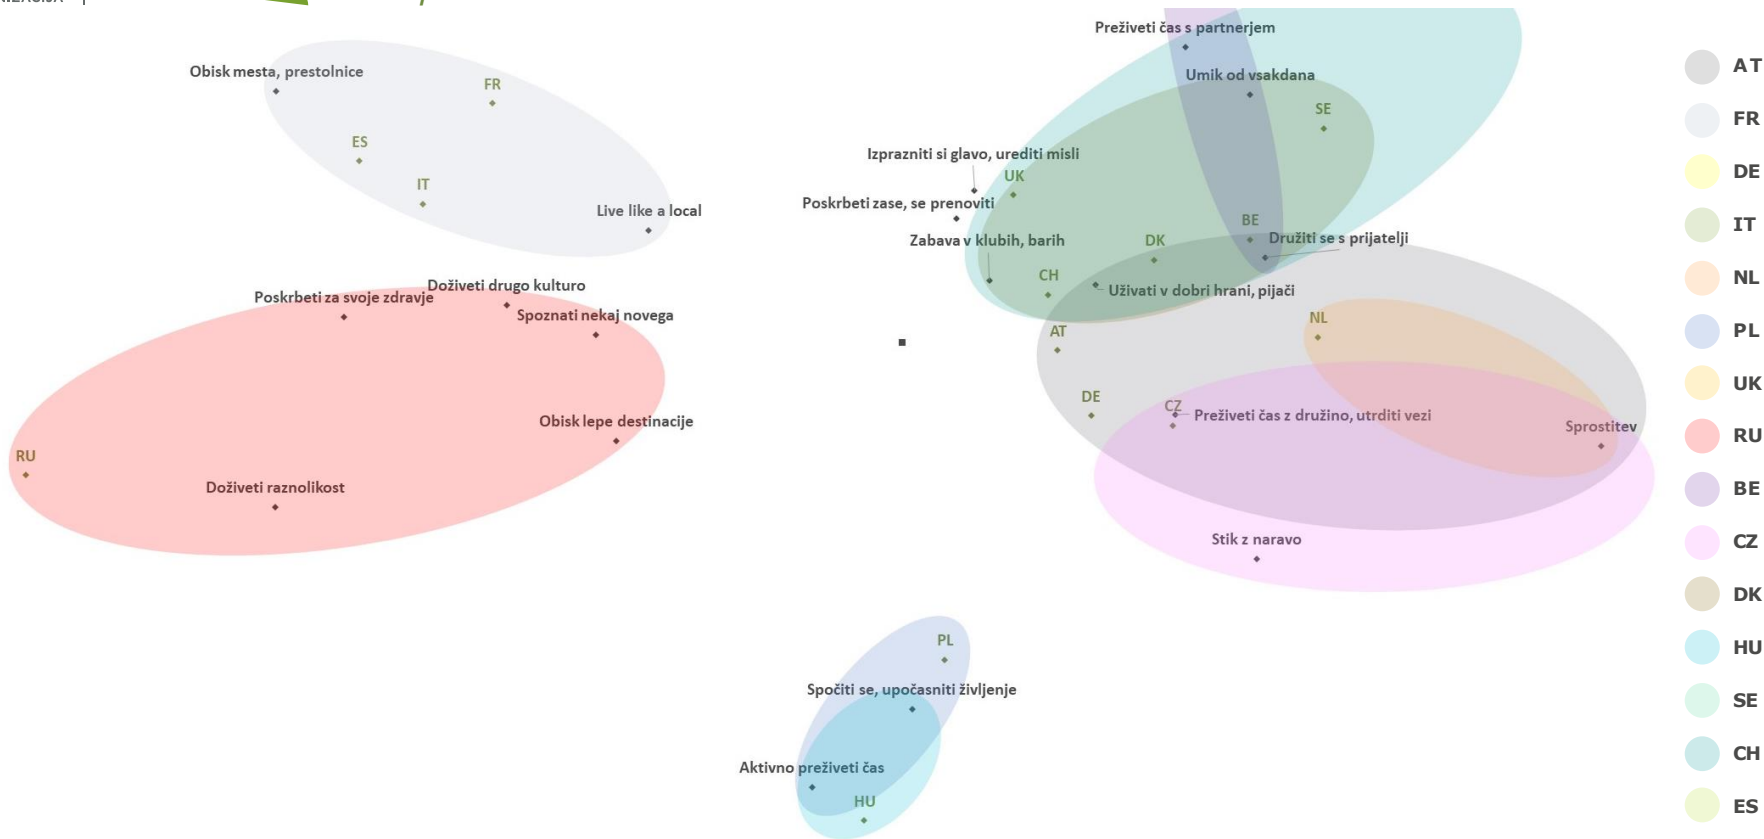 Preživeti čas s partnerjem
Obisk mesta, prestolnice
FR
Umik od vsakdana
SE
ES
Izprazniti si glavo, urediti misli
IT
UK
Live like a local
Poskrbeti zase, se prenoviti
BE
Zabava v klubih, barih
DK
Družiti se s prijatelji
CH
Uživati v dobri hrani, pijači
Doživeti drugo kulturo
Poskrbeti za svoje zdravje
Spoznati nekaj novega
NL
AT
DE
CZ
Preživeti čas z družino, utrditi vezi
Obisk lepe destinacije
Sprostitev
RU
Doživeti raznolikost
Stik z naravo
PL
Spočiti se, upočasniti življenje
Aktivno preživeti čas
HU
AT
FR
DE
IT
NL
PL
UK
RU
BE
CZ
DK
HU
SE
CH
ES